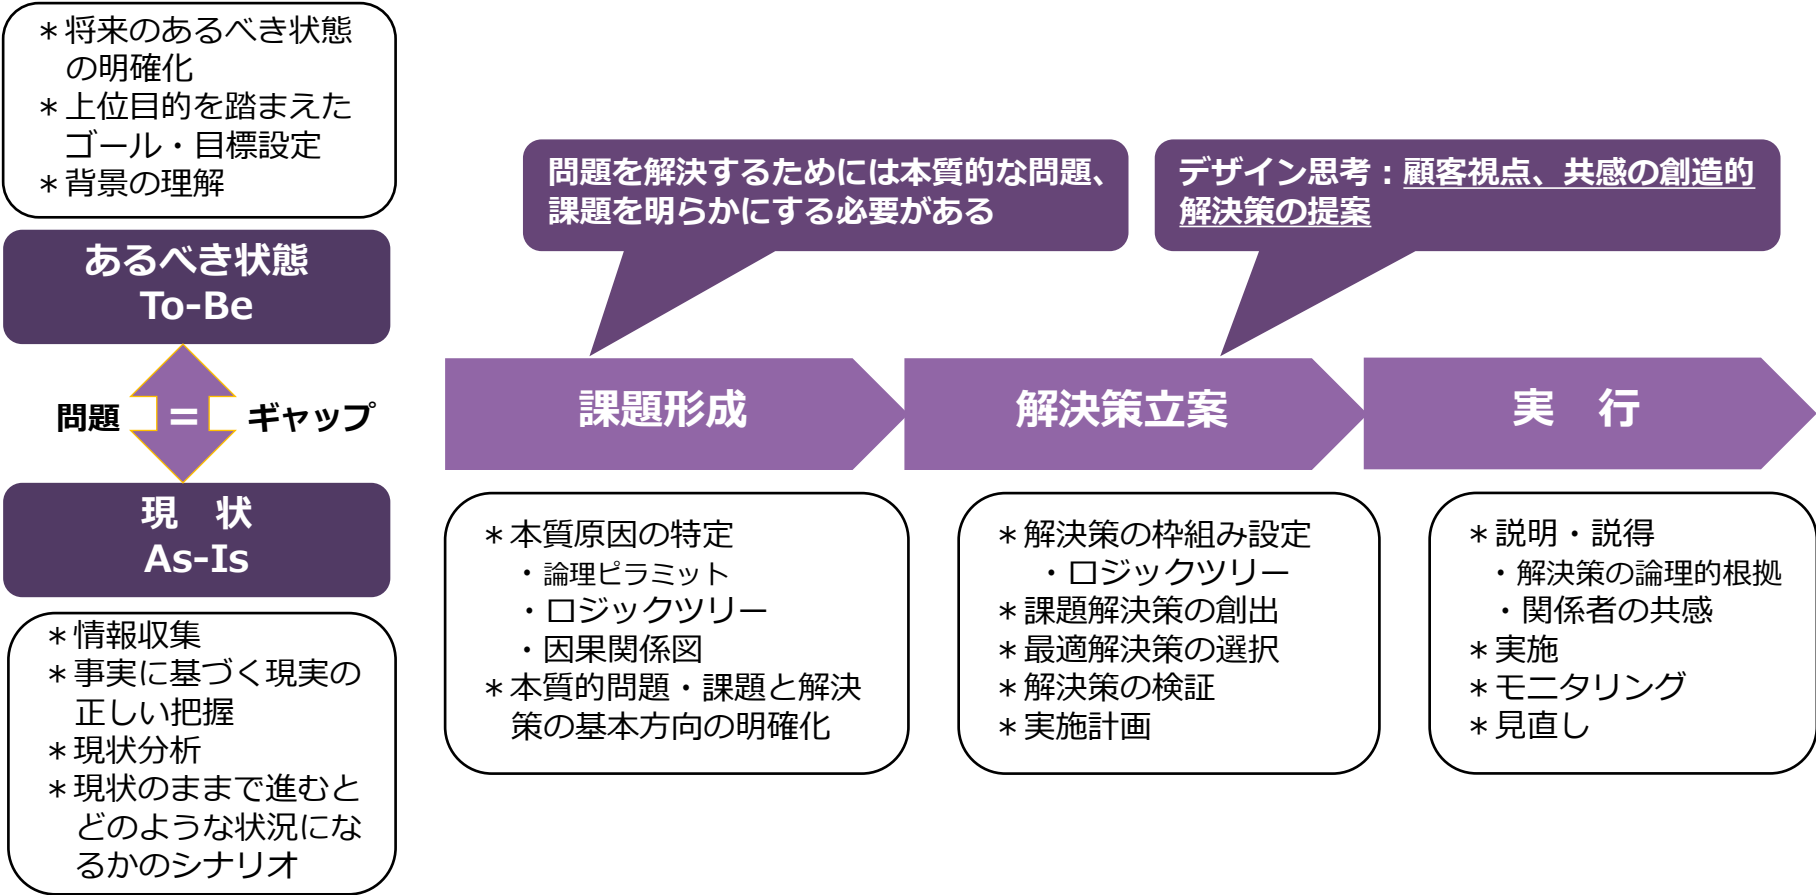 ＊将来のあるべき状態
の明確化
＊上位目的を踏まえた
ゴール・目標設定
＊背景の理解
あるべき状態
To-Be
問題 ＝ ギャップ
現　状
As-Is
＊情報収集
＊事実に基づく現実の
正しい把握
＊現状分析
＊現状のままで進むと
どのような状況にな
るかのシナリオ
問題を解決するためには本質的な問題、
課題を明らかにする必要がある
デザイン思考：顧客視点、共感の創造的
解決策の提案
課題形成
解決策立案
実　行
＊本質原因の特定
・論理ピラミット
・ロジックツリー
・因果関係図
＊本質的問題・課題と解決
策の基本方向の明確化
＊解決策の枠組み設定
・ロジックツリー
＊課題解決策の創出
＊最適解決策の選択
＊解決策の検証
＊実施計画
＊説明・説得
・解決策の論理的根拠
・関係者の共感
＊実施
＊モニタリング
＊見直し